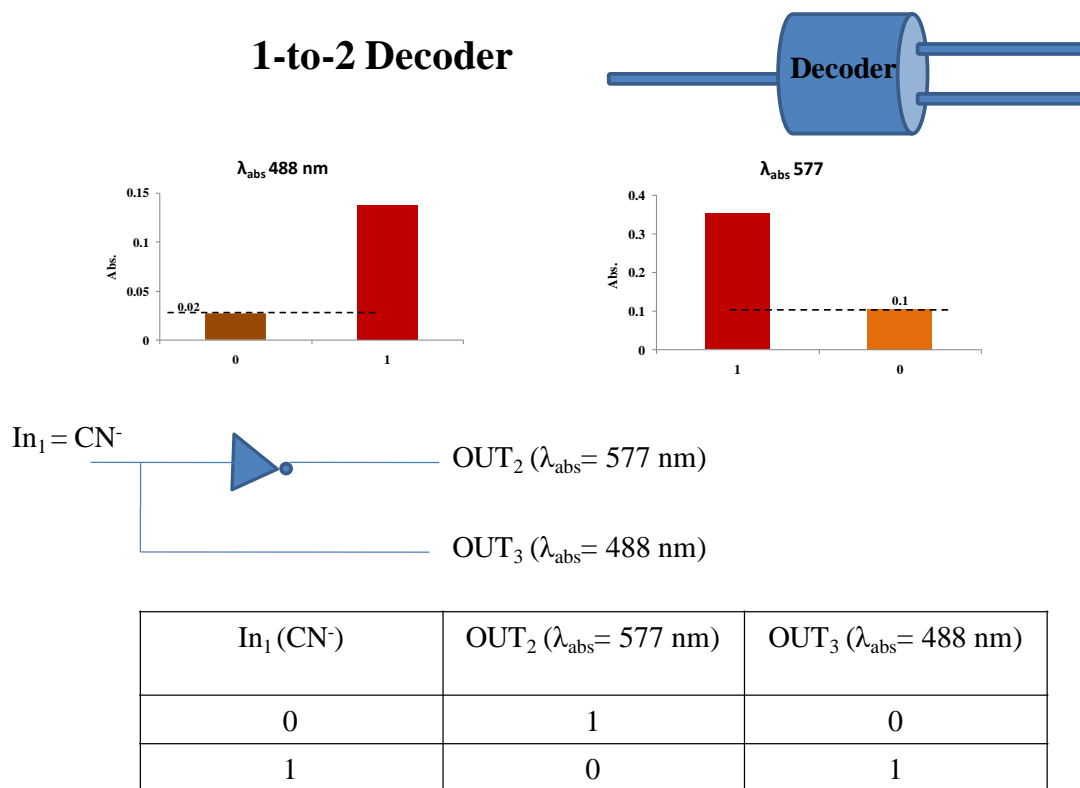 1-to-2 Decoder
Decoder
λabs 488 nm
0.15
0.1
0.05
0
Abs.
0.02
0 1
λabs 577
0.4
0.3
0.2
0.1
0
Abs.
0.1
1 0
In1 = CN-
OUT2 (λabs= 577 nm)
OUT3 (λabs= 488 nm)
In1 (CN-) OUT2 (λabs= 577 nm) OUT3 (λabs= 488 nm)
0 1 0
1 0 1